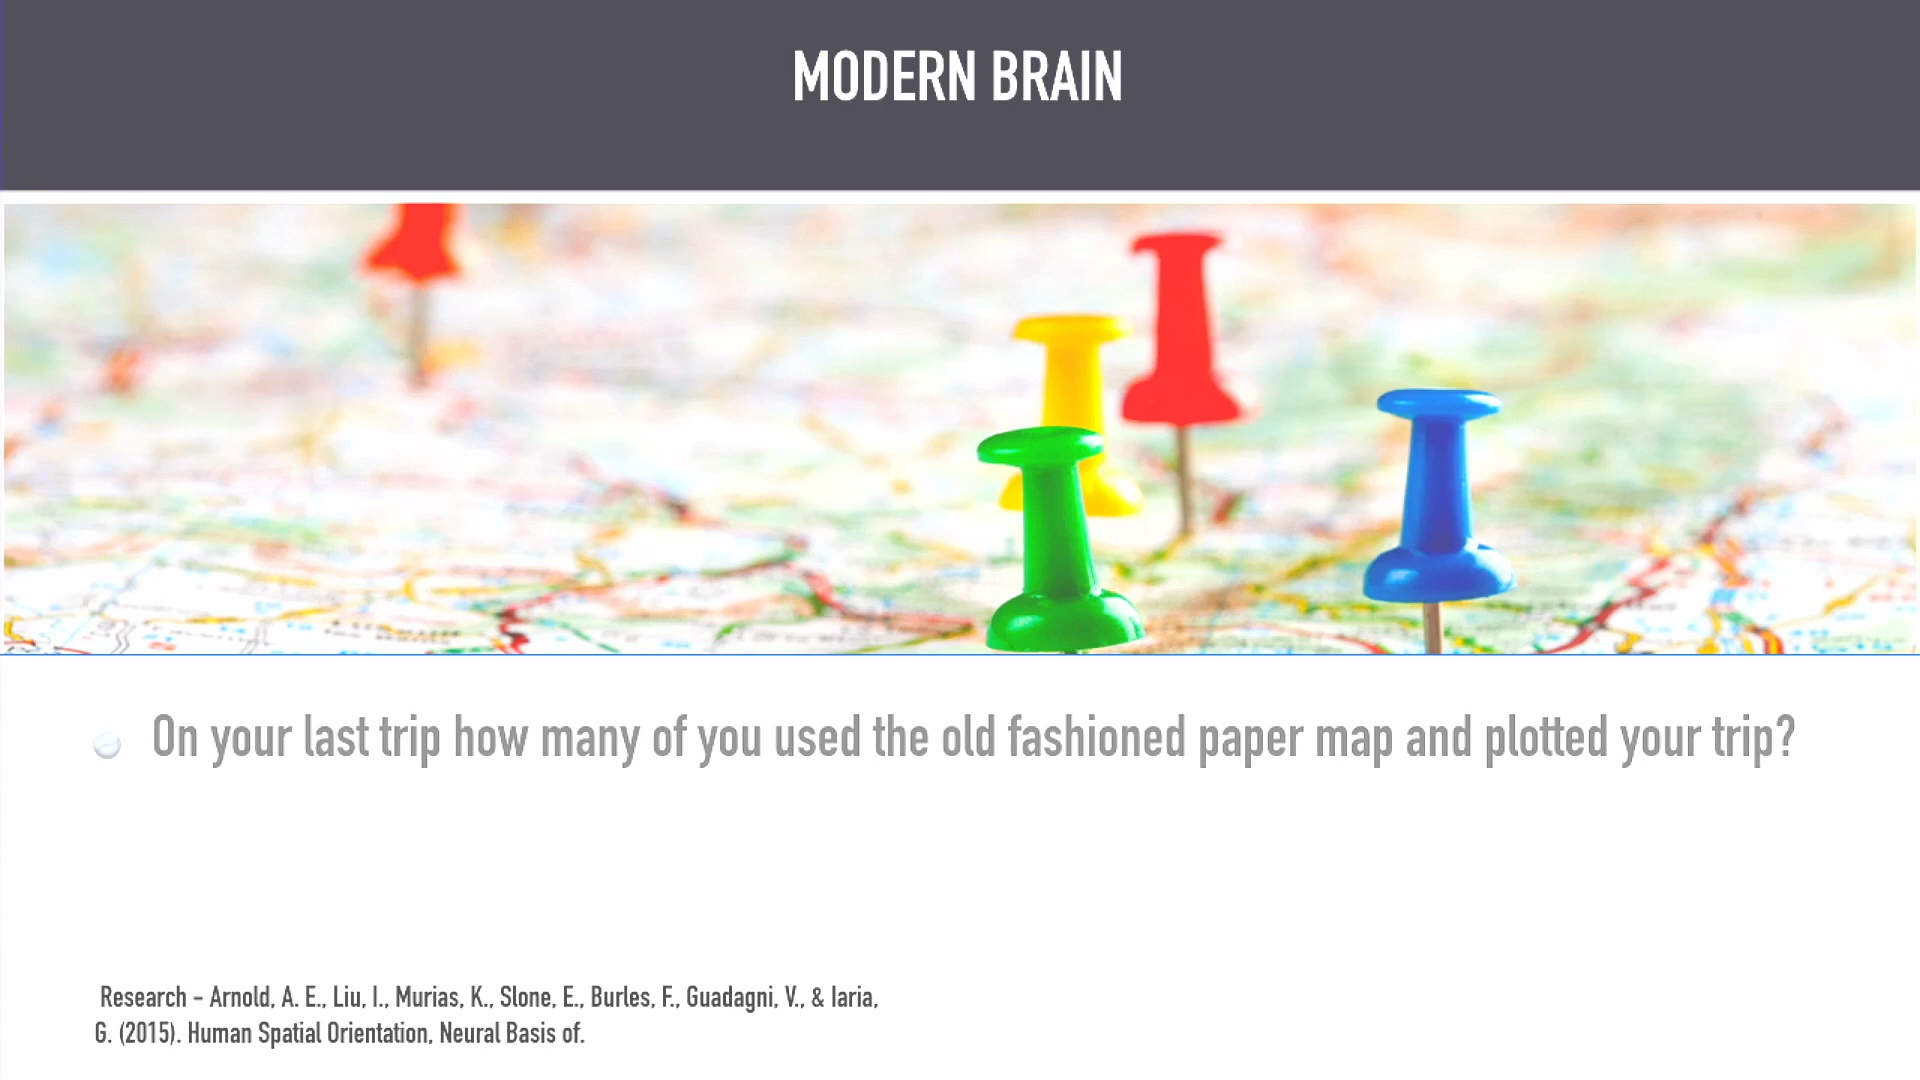 MODERN BRAIN
On your last trip how many of you used the old fashioned paper map and plotted your trip?
Research - Arnold, A. E., Liu, I., Murias, K., Slone, E., Burles, F., Guadagni, V., & Iaria,
G. (2015). Human Spatial Orientation, Neural Basis of.